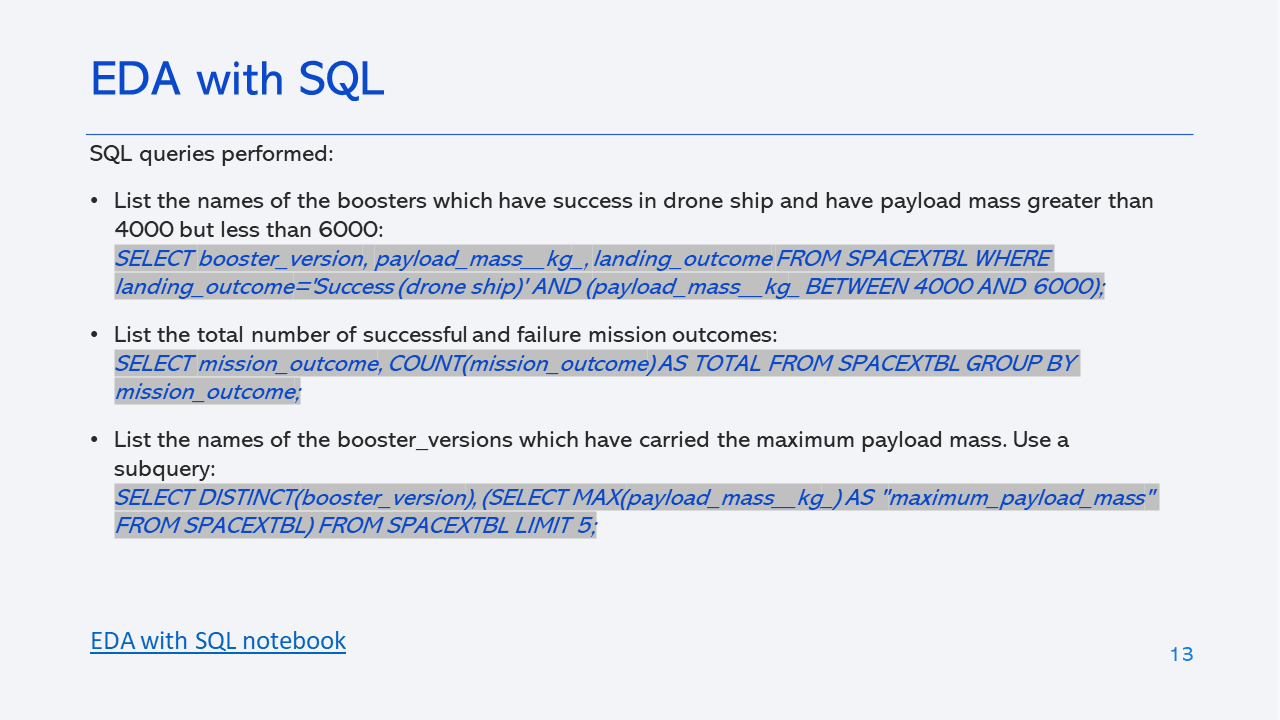 EDA with SQL
SQL queries performed:
• List the names of the boosters which have success in drone ship and have payload mass greater than
4000 but less than 6000:
SELECT booster_version, payload_mass__kg_, landing_outcome FROM SPACEXTBL WHERE
landing_outcome='Success (drone ship)' AND (payload_mass__kg_ BETWEEN 4000 AND 6000);
• List the total number of successful and failure mission outcomes:
SELECT mission_outcome, COUNT(mission_outcome) AS TOTAL FROM SPACEXTBL GROUP BY
mission_outcome;
• List the names of the booster_versions which have carried the maximum payload mass. Use a
subquery:
SELECT DISTINCT(booster_version), (SELECT MAX(payload_mass__kg_) AS "maximum_payload_mass"
FROM SPACEXTBL) FROM SPACEXTBL LIMIT 5;
EDA with SQL notebook
13